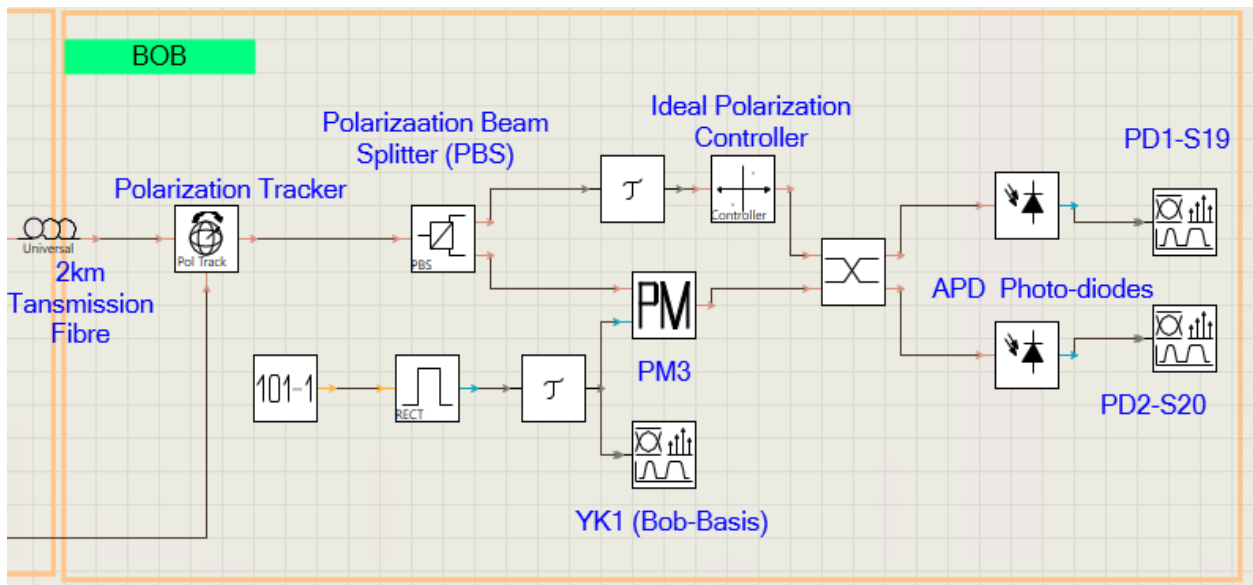 BOB
Polarizaation Beam
Splitter (PBS)
Ideal Polarization
Controller
PD1-S19
Polarization Tracker
τ
Controller
Universal
Pol Track
PBS
2km
Tansmission
Fibre
PM
APD Photo-diodes
PM3
101-1
RECT
τ
PD2-S20
YK1 (Bob-Basis)